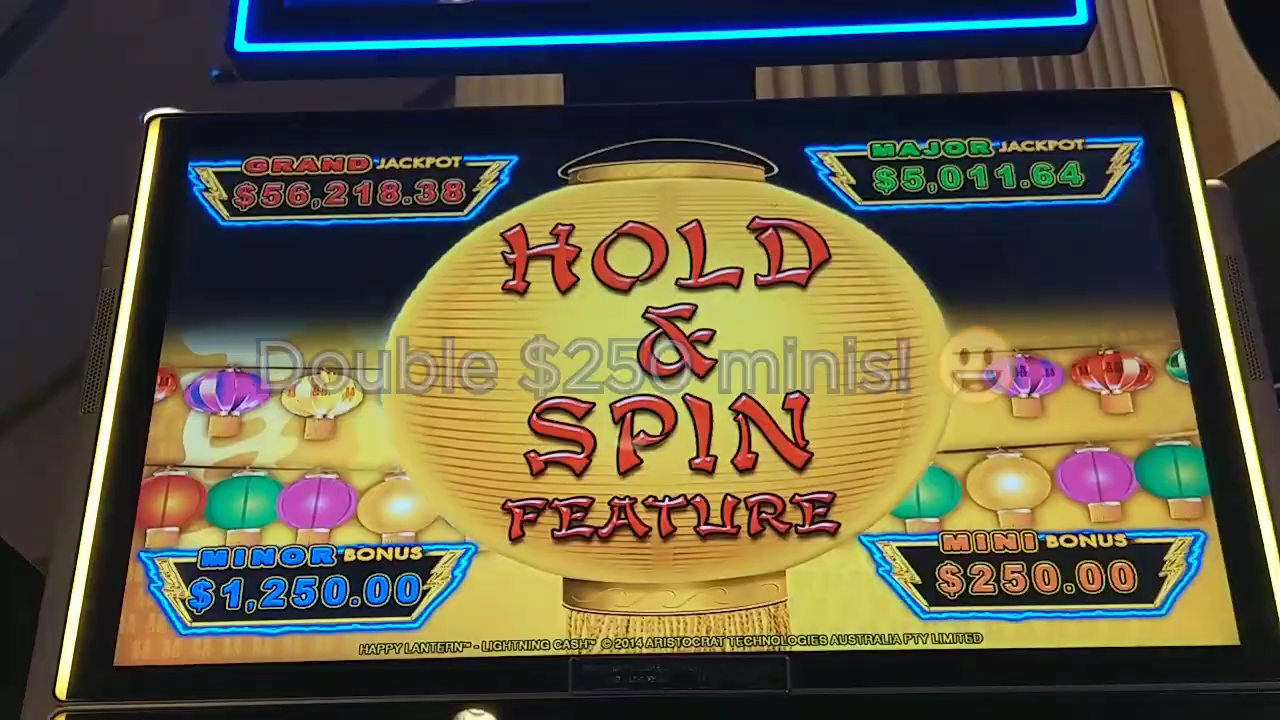 GRAND JACKPOT
$56,218.38
MAJOR JACKPOT
$5,011.64
HOLD
&
SPIN
FEATURE
Double $250 minis! 😃
MINOR BONUS
$1,250.00
MINI BONUS
$250.00
HAPPY LANTERN™ - LIGHTNING CASH™ © 2014 ARISTOCRAT TECHNOLOGIES AUSTRALIA PTY LIMITED